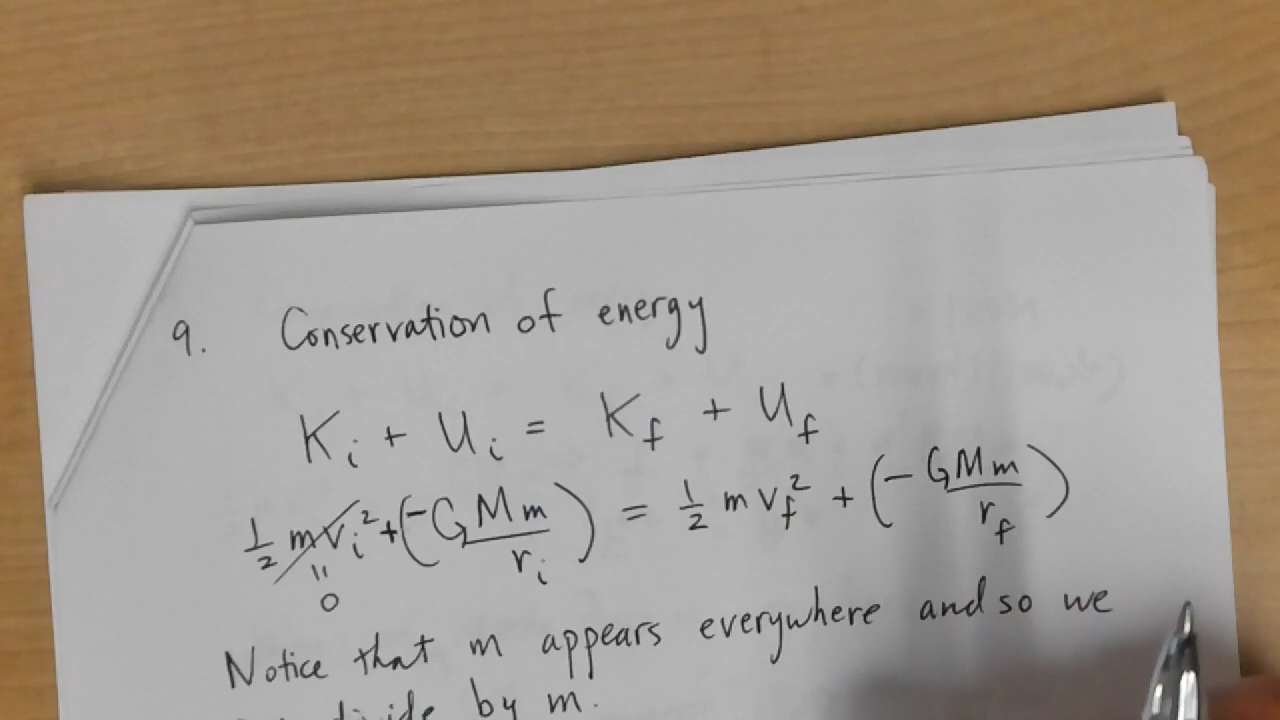 9. Conservation of energy
K_i + U_i = K_f + U_f
1/2 m v_i^2 + (-GMm/r_i) = 1/2 m v_f^2 + (-GMm/r_f)
"
0
Notice that m appears everywhere and so we
divide by m.